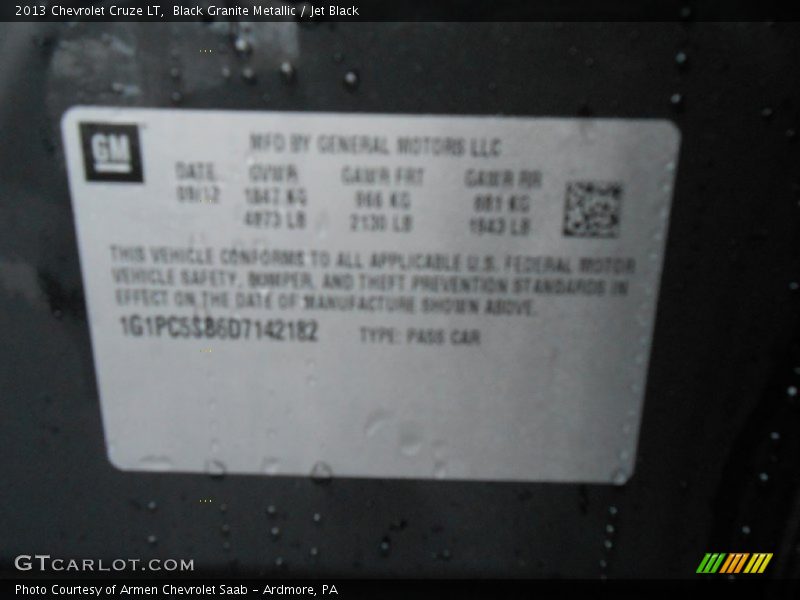 2013 Chevrolet Cruze LT,  Black Granite Metallic / Jet Black
GM
MFD BY GENERAL MOTORS LLC
DATE GVWR GAWR FRT GAWR RR
09/12 1847 KG 966 KG 881 KG
4073 LB 2130 LB 1943 LB
THIS VEHICLE CONFORMS TO ALL APPLICABLE U.S. FEDERAL MOTOR
VEHICLE SAFETY, BUMPER, AND THEFT PREVENTION STANDARDS IN
EFFECT ON THE DATE OF MANUFACTURE SHOWN ABOVE.
1G1PC5SB6D7142182 TYPE: PASS CAR
GTCARLOT.COM
Photo Courtesy of Armen Chevrolet Saab - Ardmore, PA